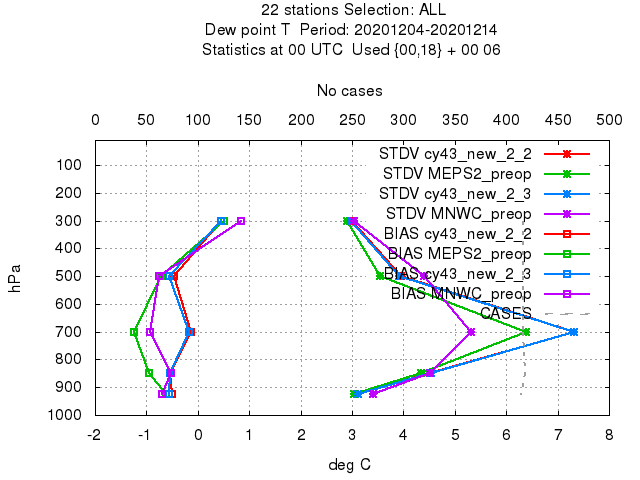 22 stations Selection: ALL
Dew point T  Period: 20201204-20201214
Statistics at 00 UTC  Used {00,18} + 00 06
No cases
0 50 100 150 200 250 300 350 400 450 500
STDV cy43_new_2_2
STDV MEPS2_preop
STDV cy43_new_2_3
STDV MNWC_preop
BIAS cy43_new_2_2
BIAS MEPS2_preop
BIAS cy43_new_2_3
BIAS MNWC_preop
CASES
100
200
300
400
500
600
700
800
900
1000
hPa
-2 -1 0 1 2 3 4 5 6 7 8
deg C